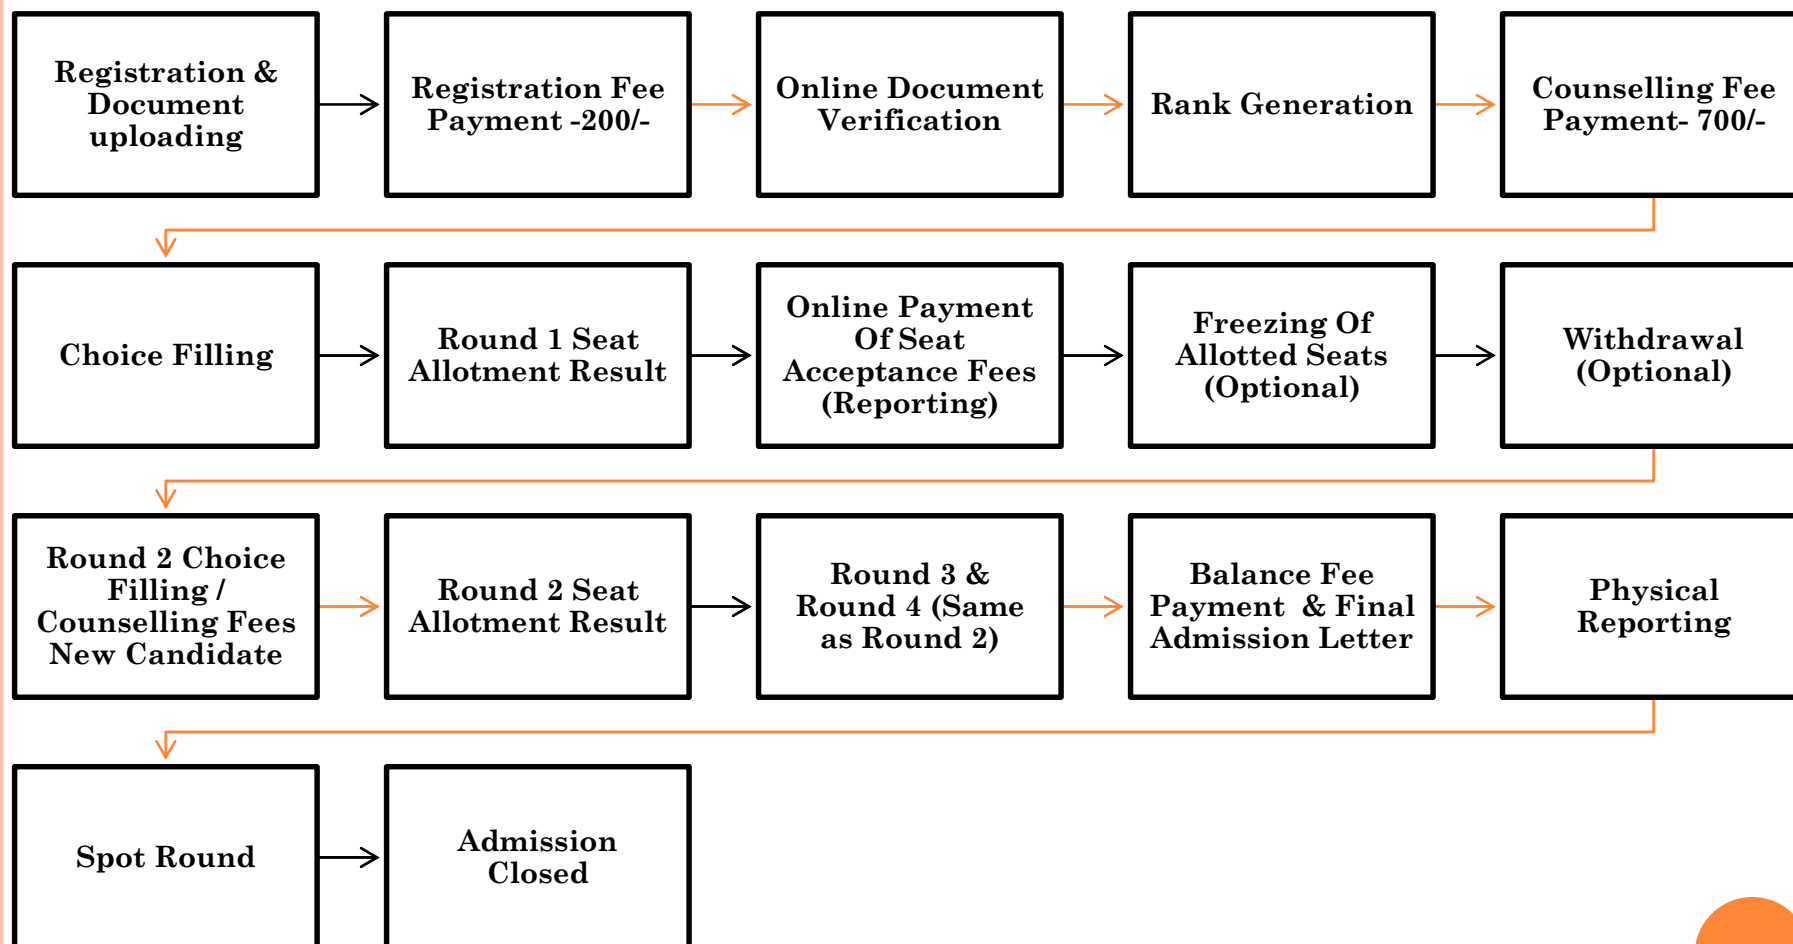 Registration &
Document
uploading
Registration Fee
Payment -200/-
Online Document
Verification
Rank Generation
Counselling Fee
Payment- 700/-
Choice Filling
Round 1 Seat
Allotment Result
Online Payment
Of Seat
Acceptance Fees
(Reporting)
Freezing Of
Allotted Seats
(Optional)
Withdrawal
(Optional)
Round 2 Choice
Filling /
Counselling Fees
New Candidate
Round 2 Seat
Allotment Result
Round 3 &
Round 4 (Same
as Round 2)
Balance Fee
Payment & Final
Admission Letter
Physical
Reporting
Spot Round
Admission
Closed